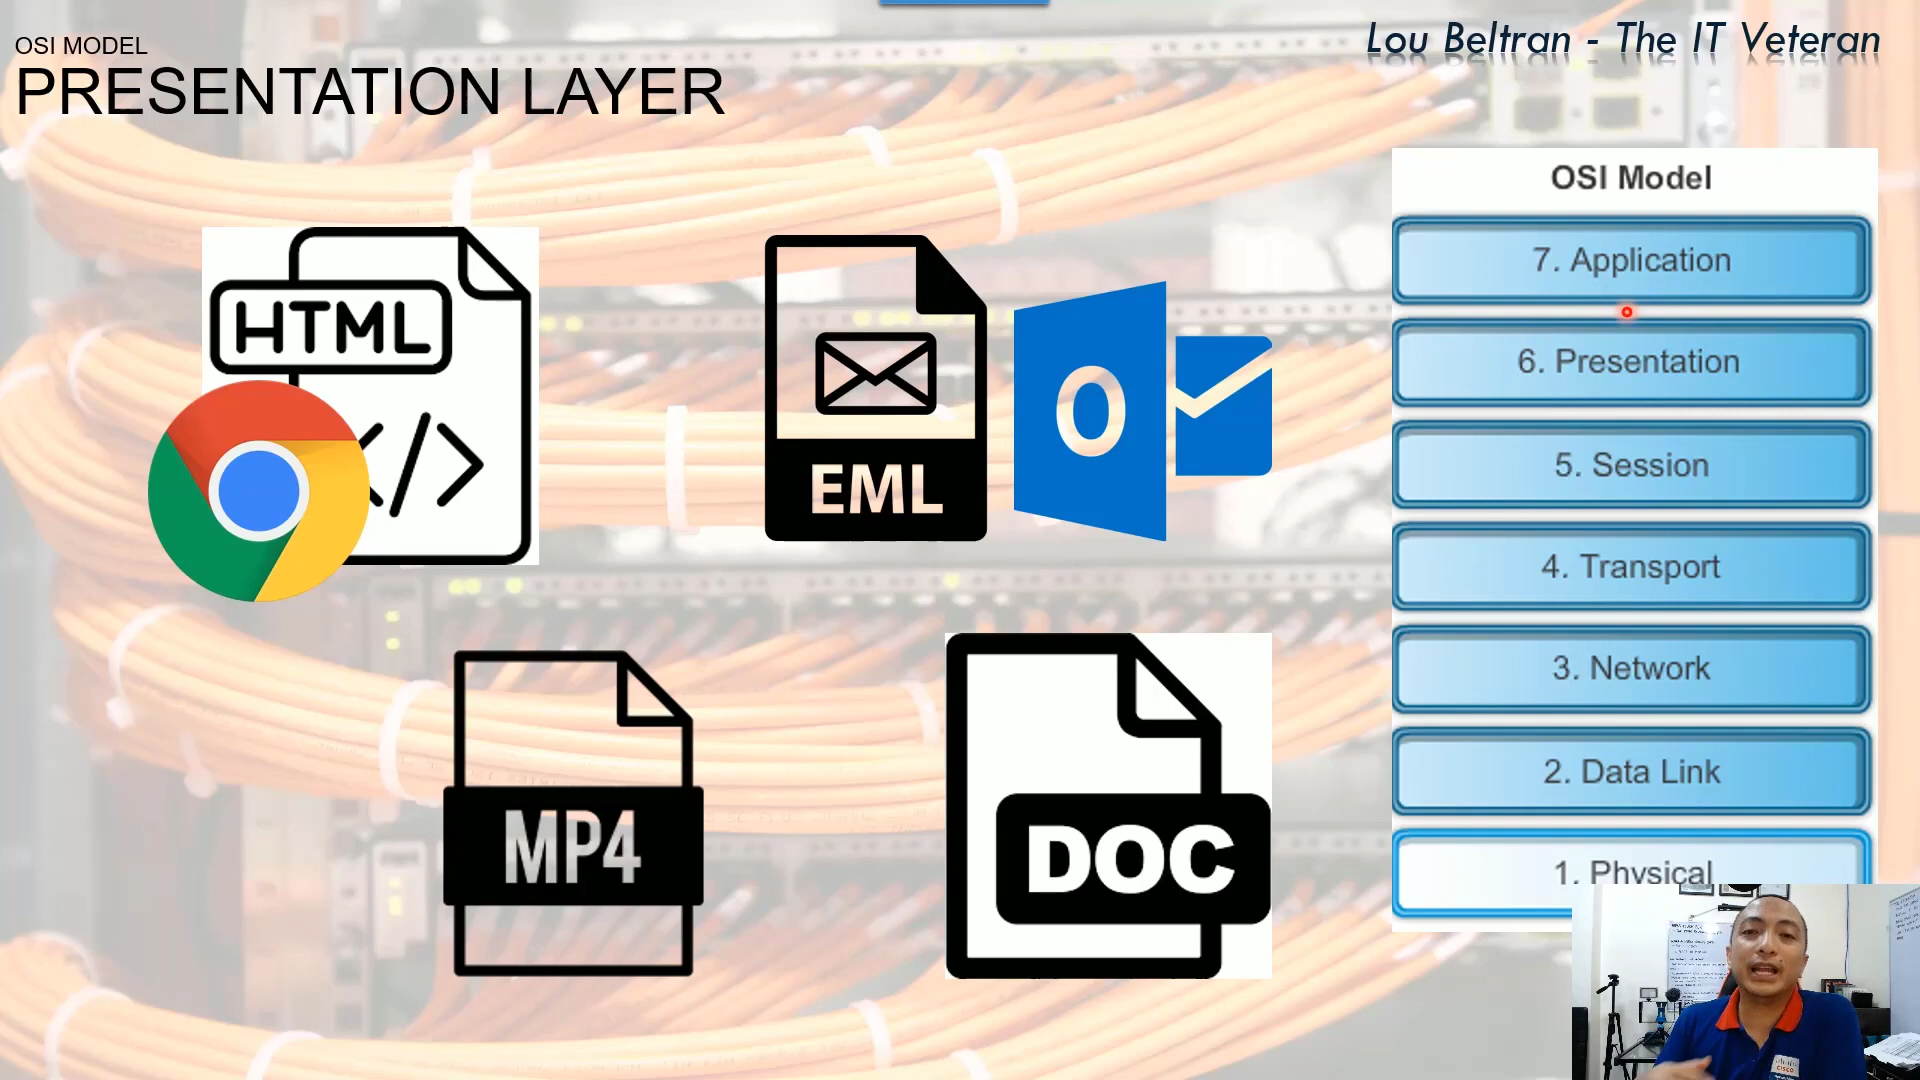 OSI MODEL
PRESENTATION LAYER
Lou Beltran - The IT Veteran
HTML
</>
EML
O
MP4
DOC
OSI Model
7. Application
6. Presentation
5. Session
4. Transport
3. Network
2. Data Link
1. Physical
CISCO